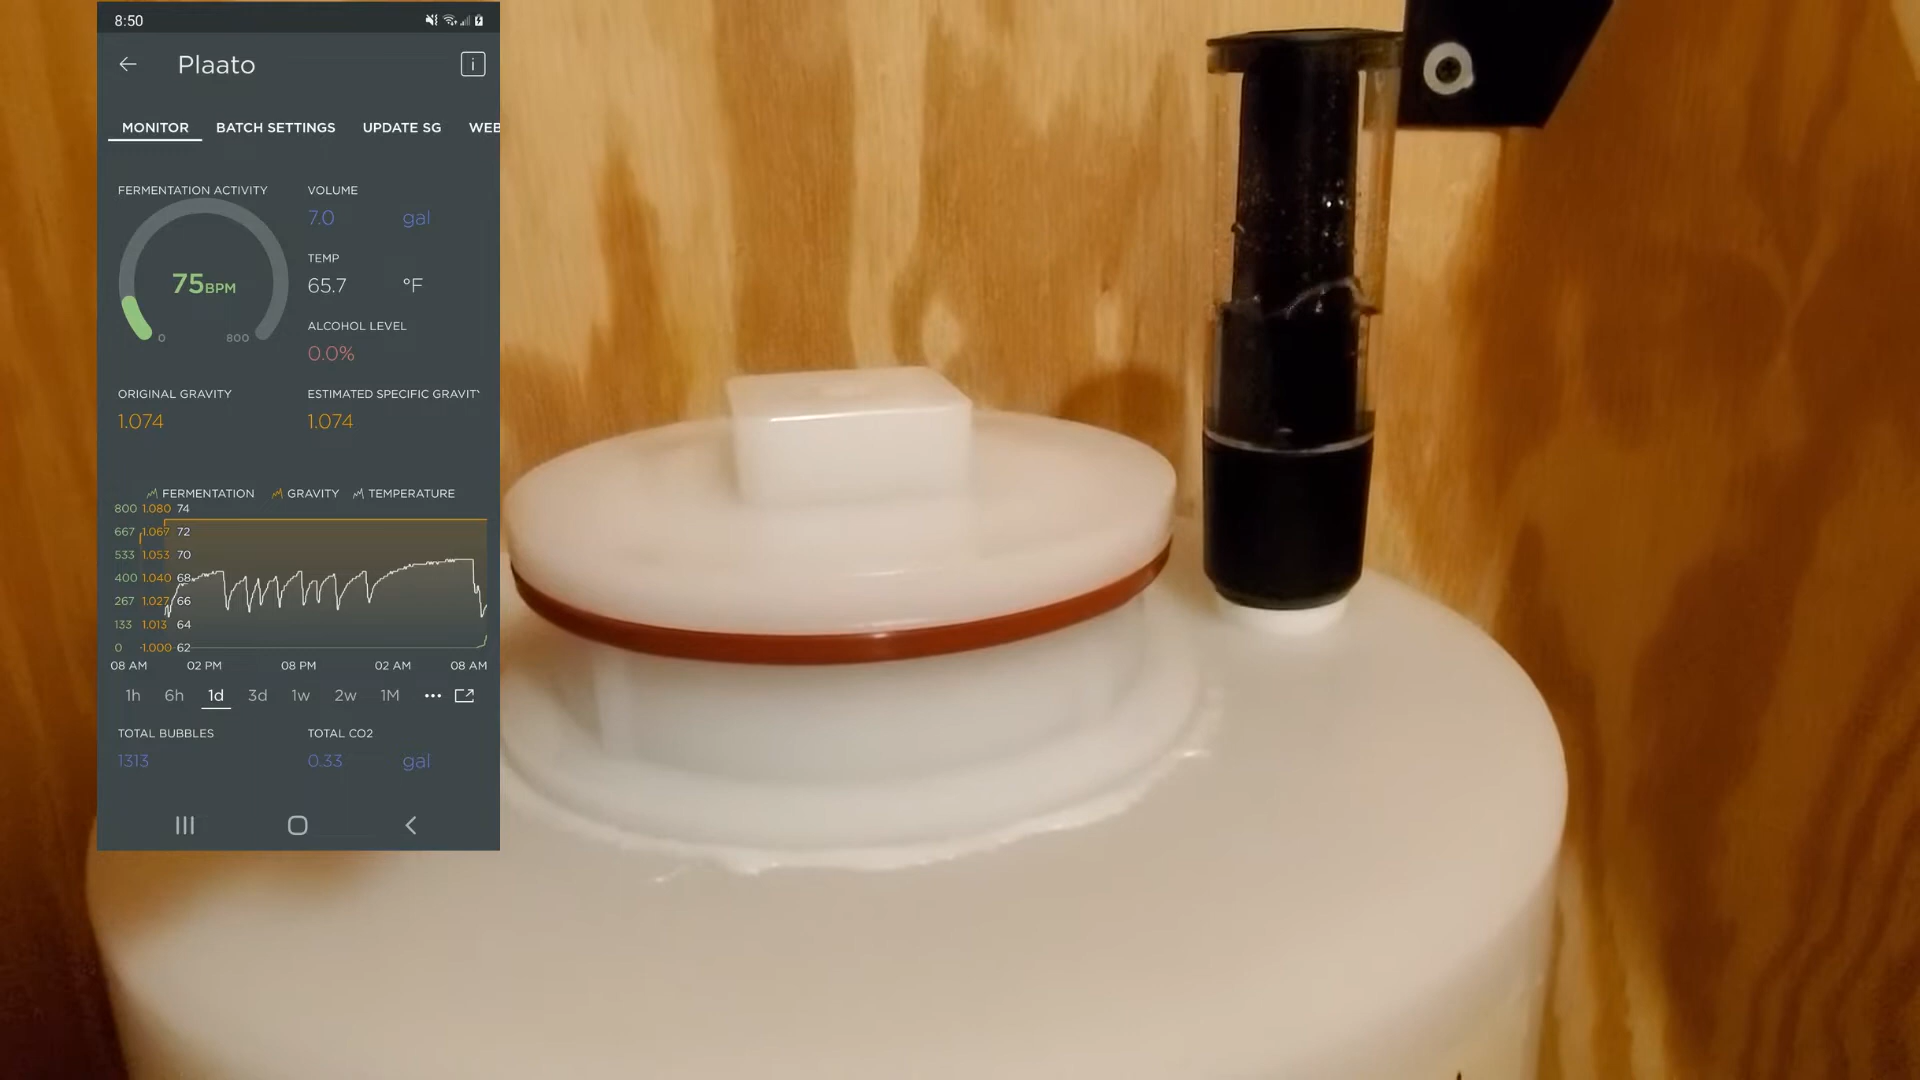 8:50
Plaato
MONITOR BATCH SETTINGS UPDATE SG WEB
FERMENTATION ACTIVITY VOLUME
7.0 gal
TEMP
75BPM 65.7 °F
0 800 ALCOHOL LEVEL
0.0%
ORIGINAL GRAVITY ESTIMATED SPECIFIC GRAVITY
1.074 1.074
FERMENTATION GRAVITY TEMPERATURE
800 1.080 74
667 1.067 72
533 1.053 70
400 1.040 68
267 1.027 66
133 1.013 64
0 -1.000 62
08 AM 02 PM 08 PM 02 AM 08 AM
1h 6h 1d 3d 1w 2w 1M ...
TOTAL BUBBLES TOTAL CO2
1313 0.33 gal